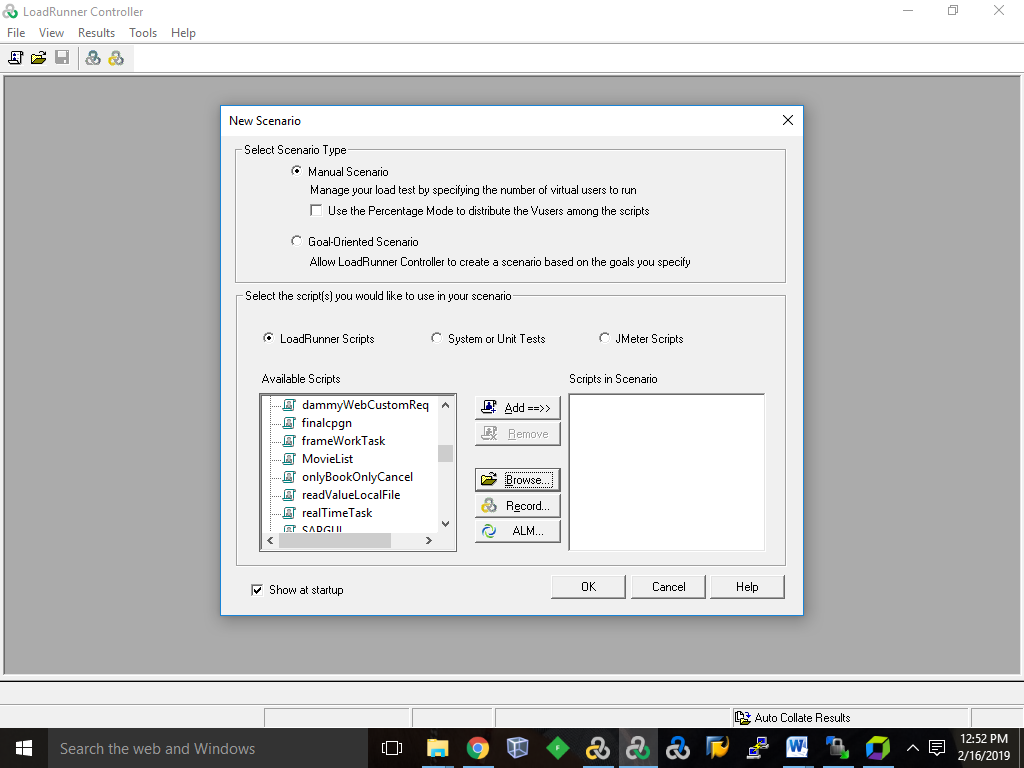 LoadRunner Controller
File View Results Tools Help
New Scenario
Select Scenario Type
Manual Scenario
Manage your load test by specifying the number of virtual users to run
Use the Percentage Mode to distribute the Vusers among the scripts
Goal-Oriented Scenario
Allow LoadRunner Controller to create a scenario based on the goals you specify
Select the script(s) you would like to use in your scenario
LoadRunner Scripts System or Unit Tests JMeter Scripts
Available Scripts Scripts in Scenario
dammyWebCustomReq
finalcpgn
frameWorkTask
MovieList
onlyBookOnlyCancel
readValueLocalFile
realTimeTask
SAPGUI
Add ==>>
Remove
Browse...
Record...
ALM...
Show at startup
OK Cancel Help
Auto Collate Results
Search the web and Windows
12:52 PM
2/16/2019